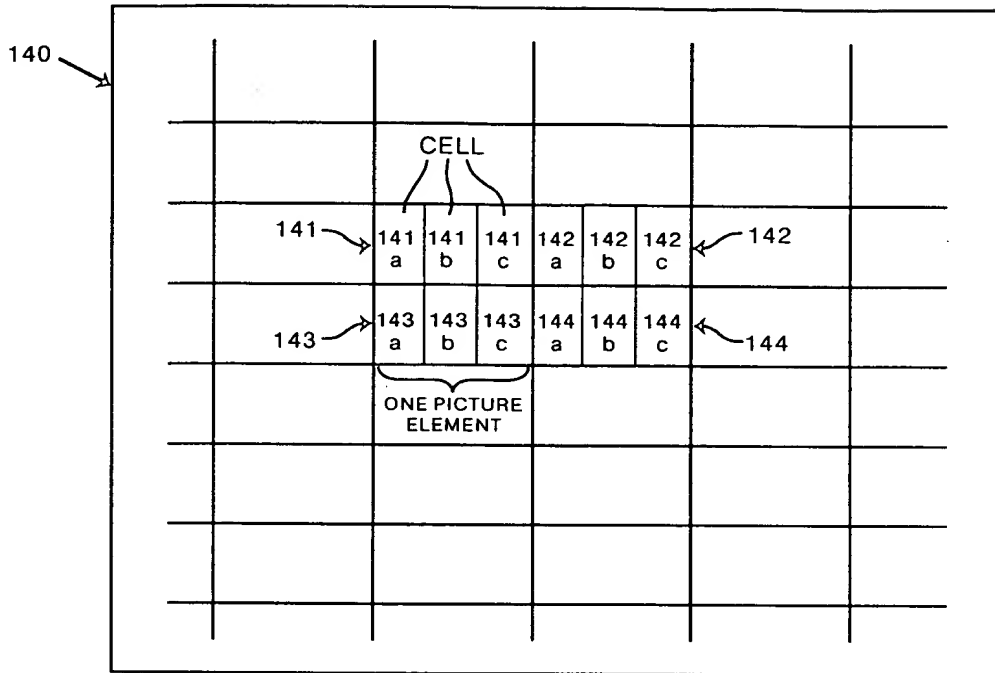 140
CELL
141
141 a
141 b
141 c
142 a
142 b
142 c
142
143
143 a
143 b
143 c
144 a
144 b
144 c
144
ONE PICTURE
ELEMENT